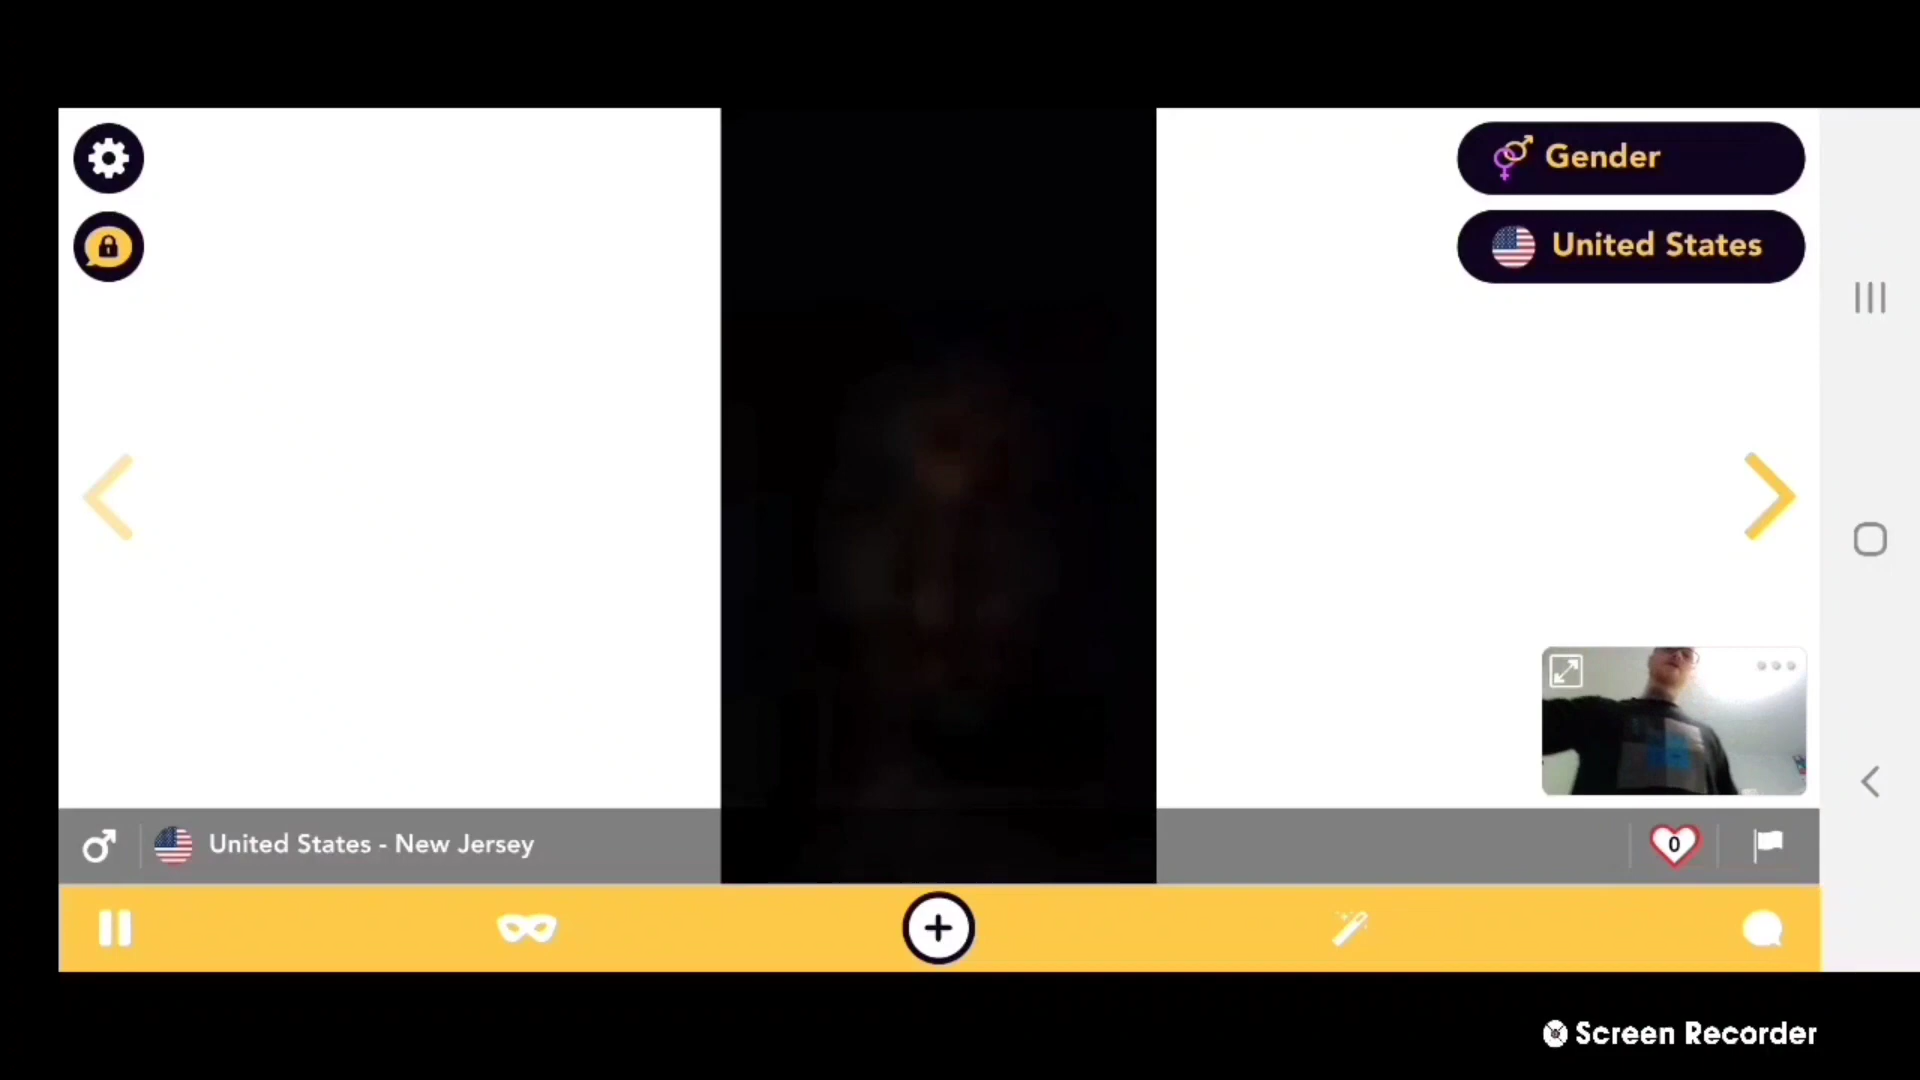 Gender
United States
United States - New Jersey
0
Screen Recorder